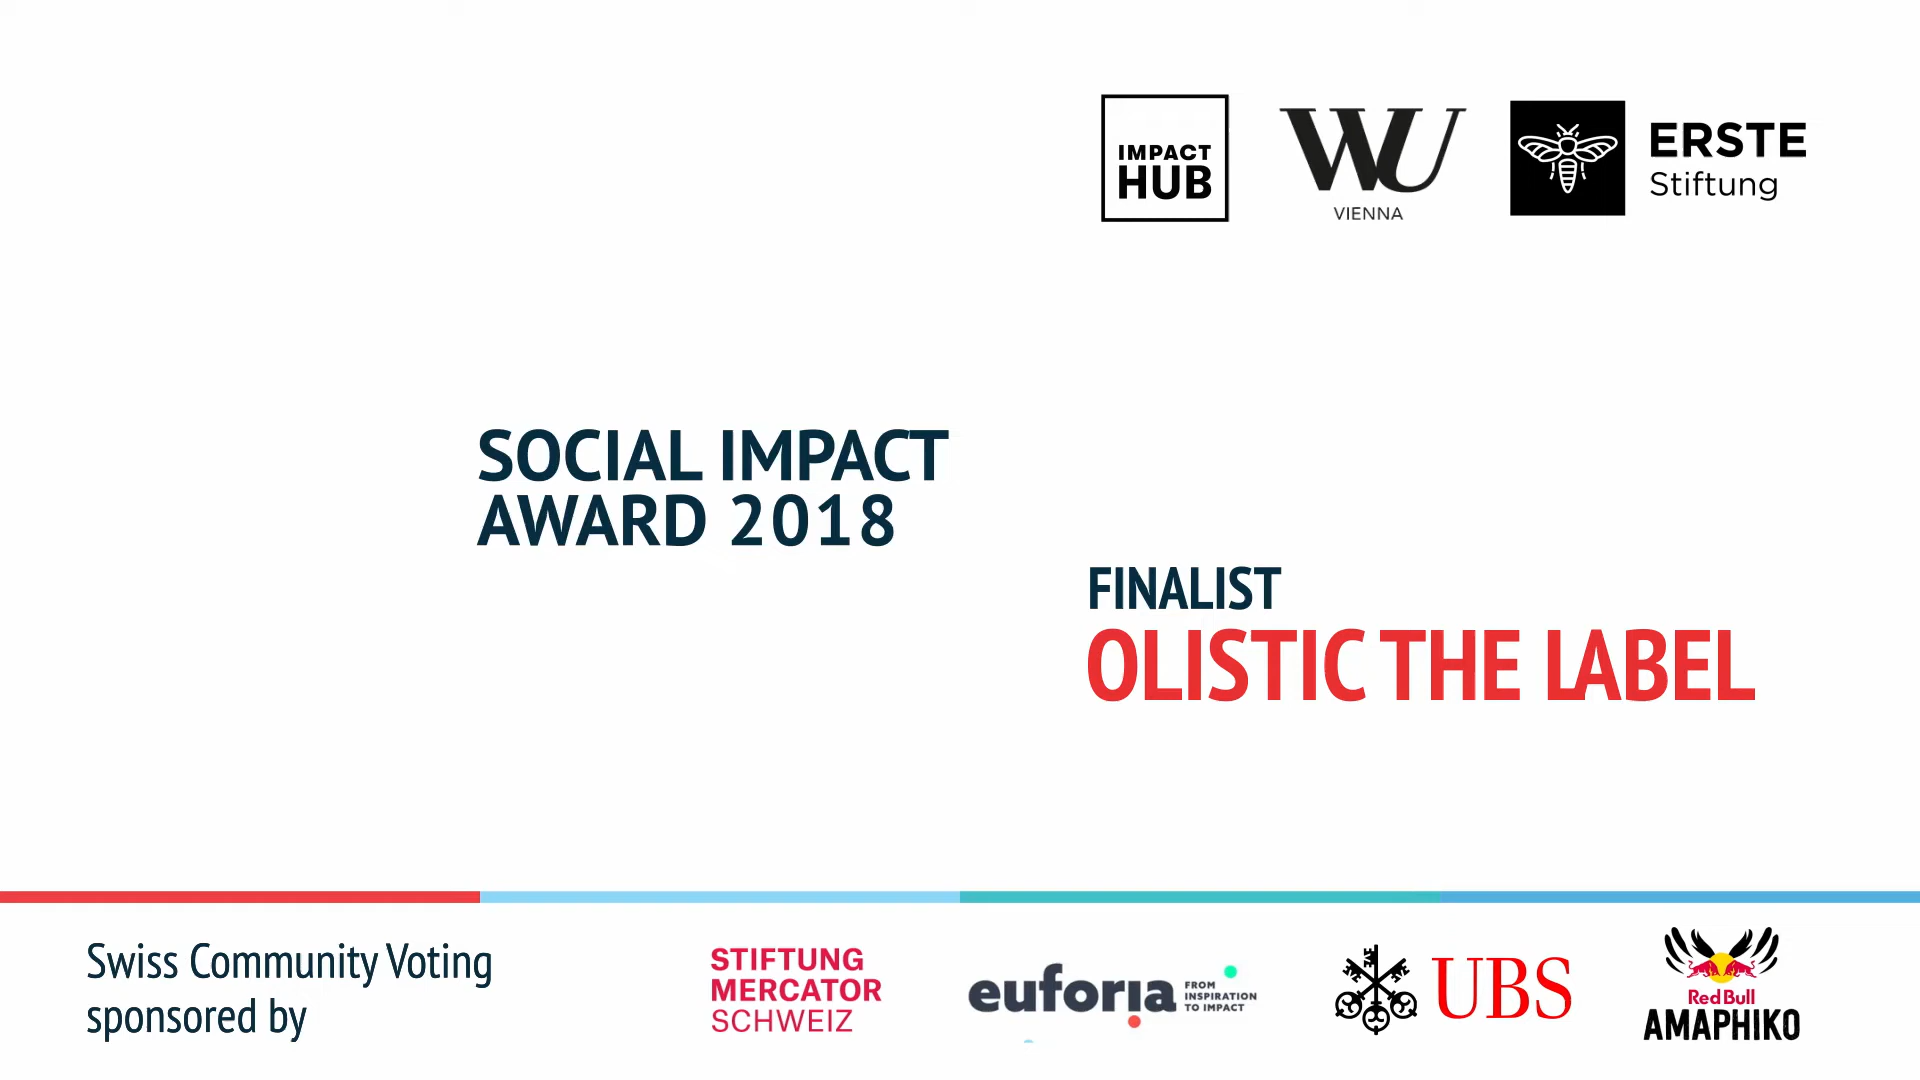 IMPACT
HUB
WU
VIENNA
ERSTE
Stiftung
SOCIAL IMPACT
AWARD 2018
FINALIST
OLISTIC THE LABEL
Swiss Community Voting
sponsored by
STIFTUNG
MERCATOR
SCHWEIZ
euforia
FROM
INSPIRATION
TO IMPACT
UBS
Red Bull
AMAPHIKO